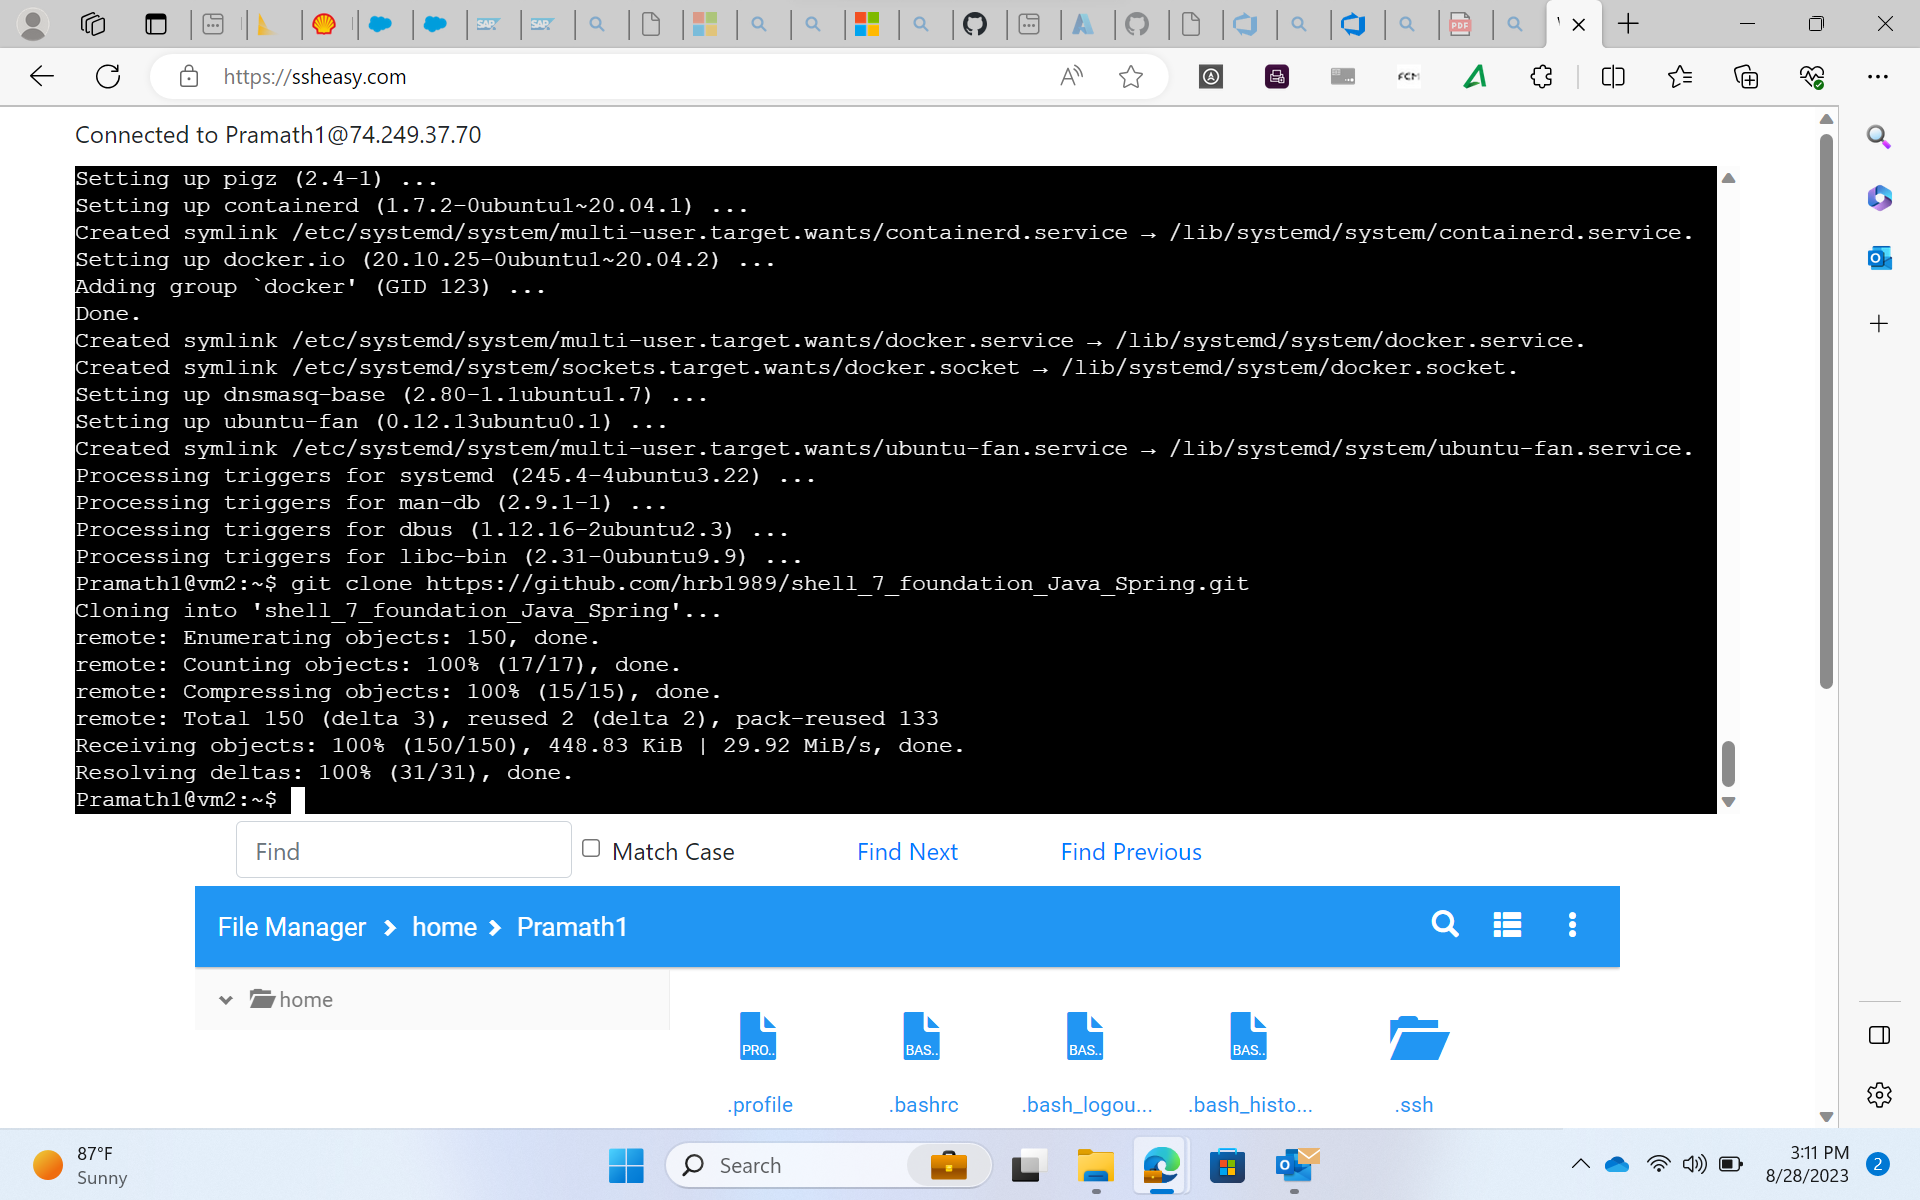 https://ssheasy.com
Connected to Pramath1@74.249.37.70
Setting up pigz (2.4-1) ...
Setting up containerd (1.7.2-0ubuntu1~20.04.1) ...
Created symlink /etc/systemd/system/multi-user.target.wants/containerd.service → /lib/systemd/system/containerd.service.
Setting up docker.io (20.10.25-0ubuntu1~20.04.2) ...
Adding group `docker' (GID 123) ...
Done.
Created symlink /etc/systemd/system/multi-user.target.wants/docker.service → /lib/systemd/system/docker.service.
Created symlink /etc/systemd/system/sockets.target.wants/docker.socket → /lib/systemd/system/docker.socket.
Setting up dnsmasq-base (2.80-1.1ubuntu1.7) ...
Setting up ubuntu-fan (0.12.13ubuntu0.1) ...
Created symlink /etc/systemd/system/multi-user.target.wants/ubuntu-fan.service → /lib/systemd/system/ubuntu-fan.service.
Processing triggers for systemd (245.4-4ubuntu3.22) ...
Processing triggers for man-db (2.9.1-1) ...
Processing triggers for dbus (1.12.16-2ubuntu2.3) ...
Processing triggers for libc-bin (2.31-0ubuntu9.9) ...
Pramath1@vm2:~$ git clone https://github.com/hrb1989/shell_7_foundation_Java_Spring.git
Cloning into 'shell_7_foundation_Java_Spring'...
remote: Enumerating objects: 150, done.
remote: Counting objects: 100% (17/17), done.
remote: Compressing objects: 100% (15/15), done.
remote: Total 150 (delta 3), reused 2 (delta 2), pack-reused 133
Receiving objects: 100% (150/150), 448.83 KiB | 29.92 MiB/s, done.
Resolving deltas: 100% (31/31), done.
Pramath1@vm2:~$
Find Match Case Find Next Find Previous
File Manager > home > Pramath1
home
PRO.. BAS.. BAS.. BAS..
.profile .bashrc .bash_logou... .bash_histo... .ssh
87°F
Sunny
Search
3:11 PM
8/28/2023
2